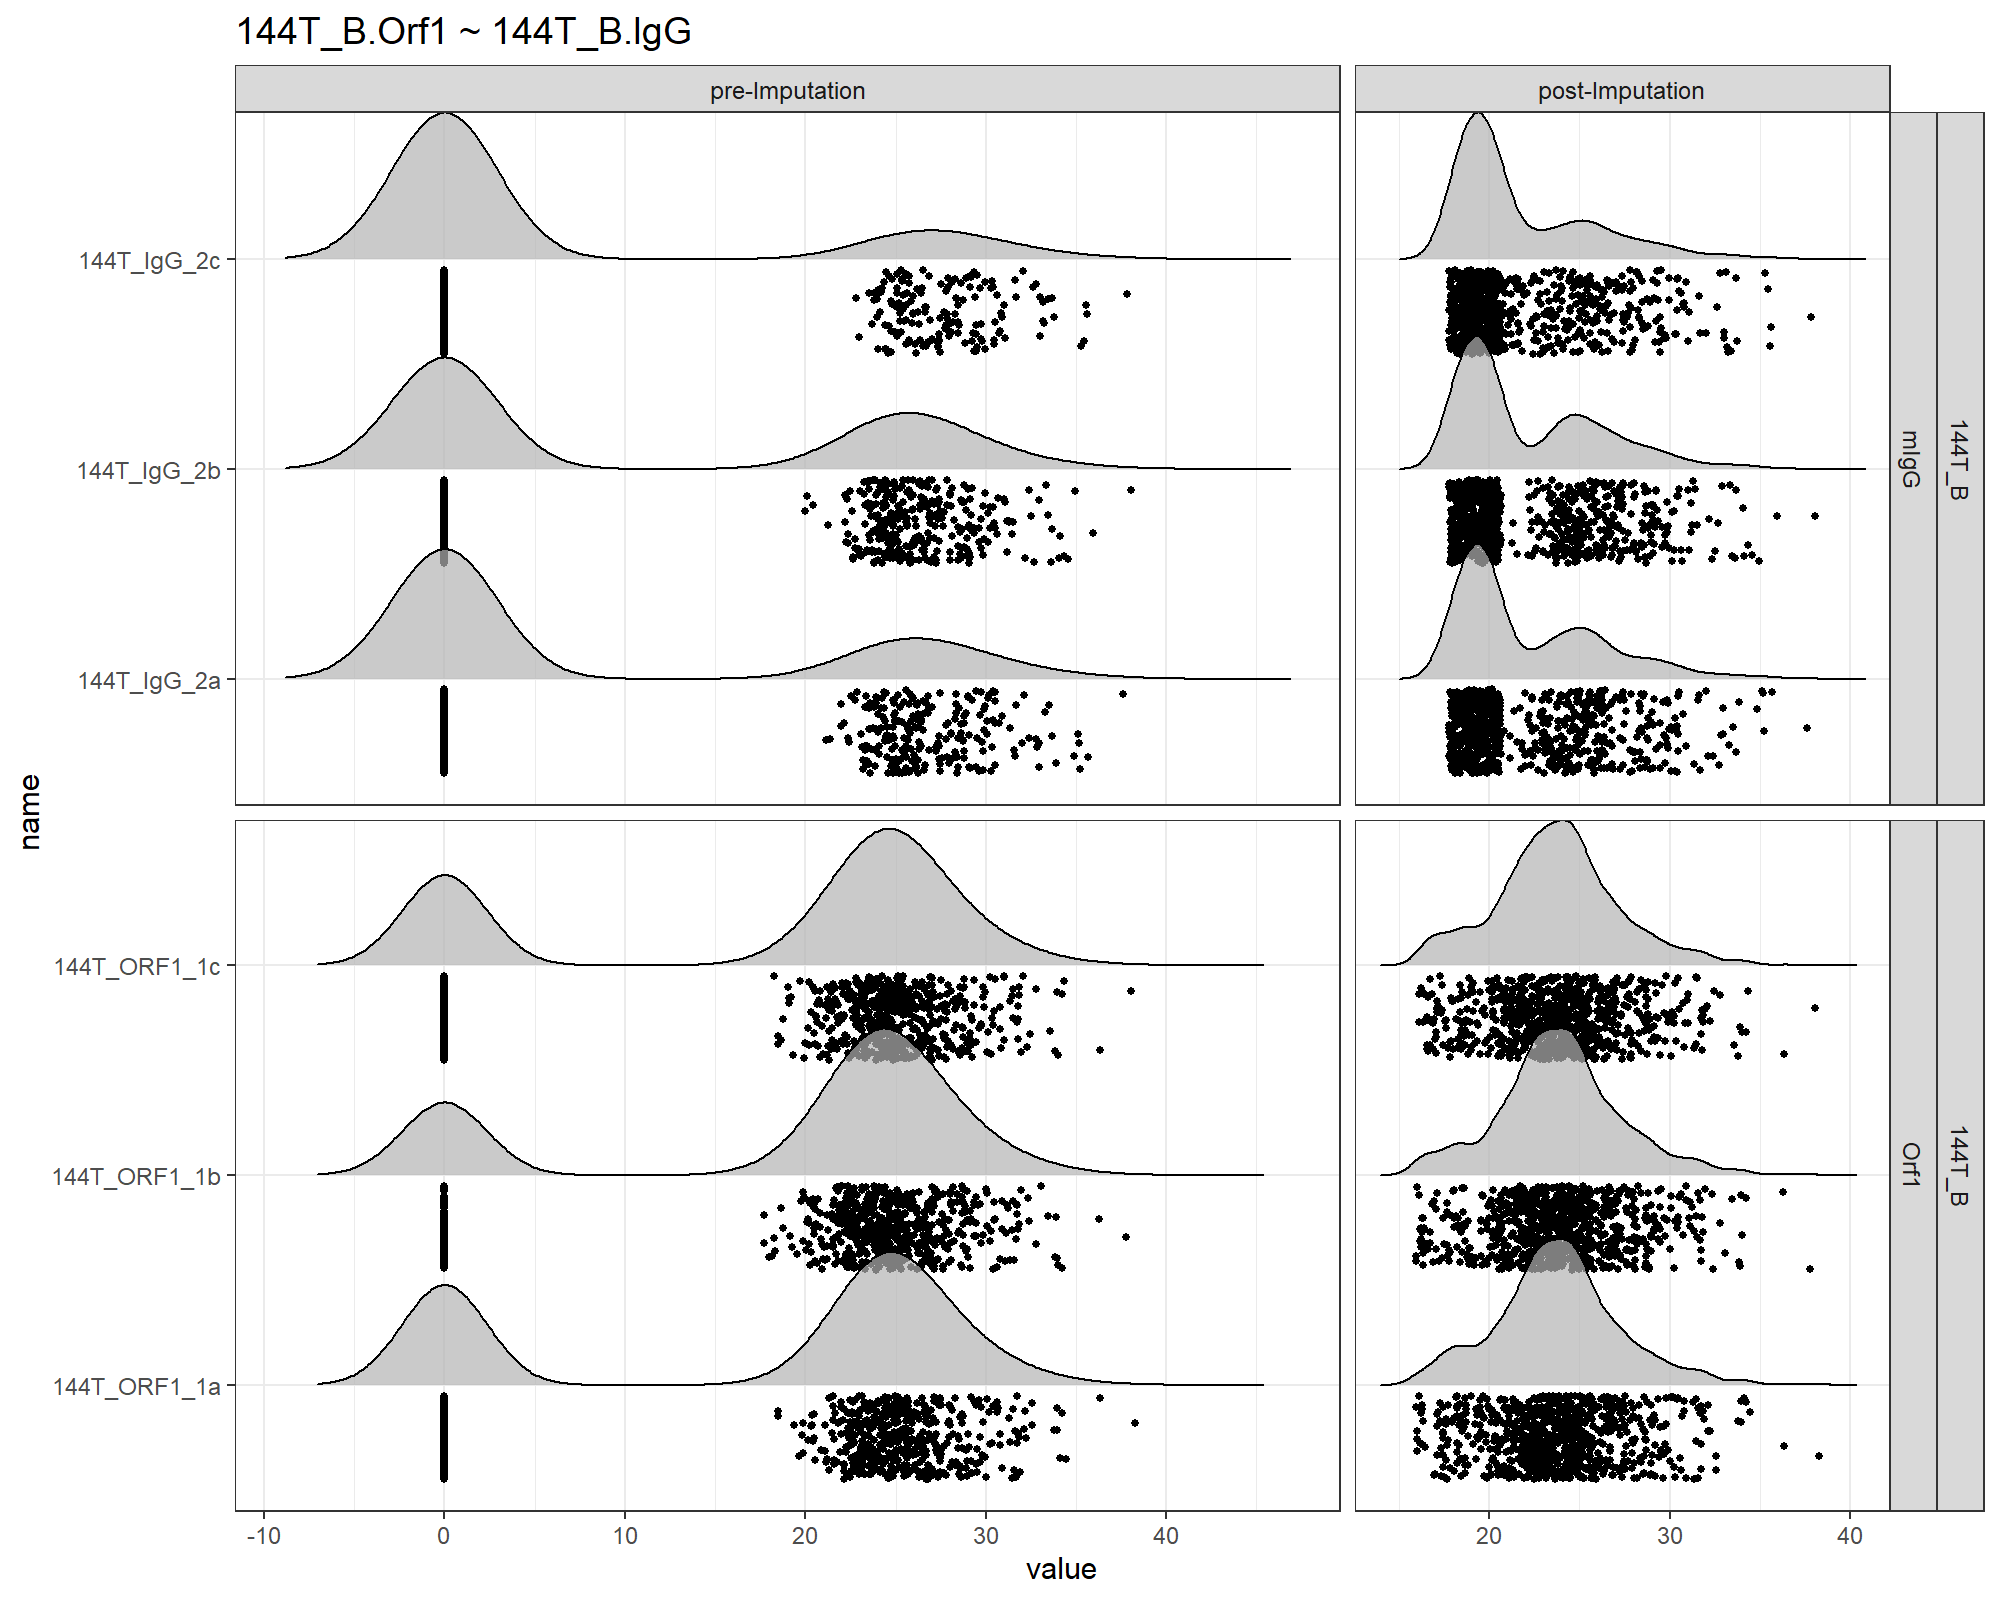 144T_B.Orf1 ~ 144T_B.IgG
pre-Imputation
post-Imputation
144T_IgG_2c
144T_IgG_2b
144T_IgG_2a
mIgG
144T_B
name
144T_ORF1_1c
144T_ORF1_1b
144T_ORF1_1a
Orf1
144T_B
-10 0 10 20 30 40
20 30 40
value